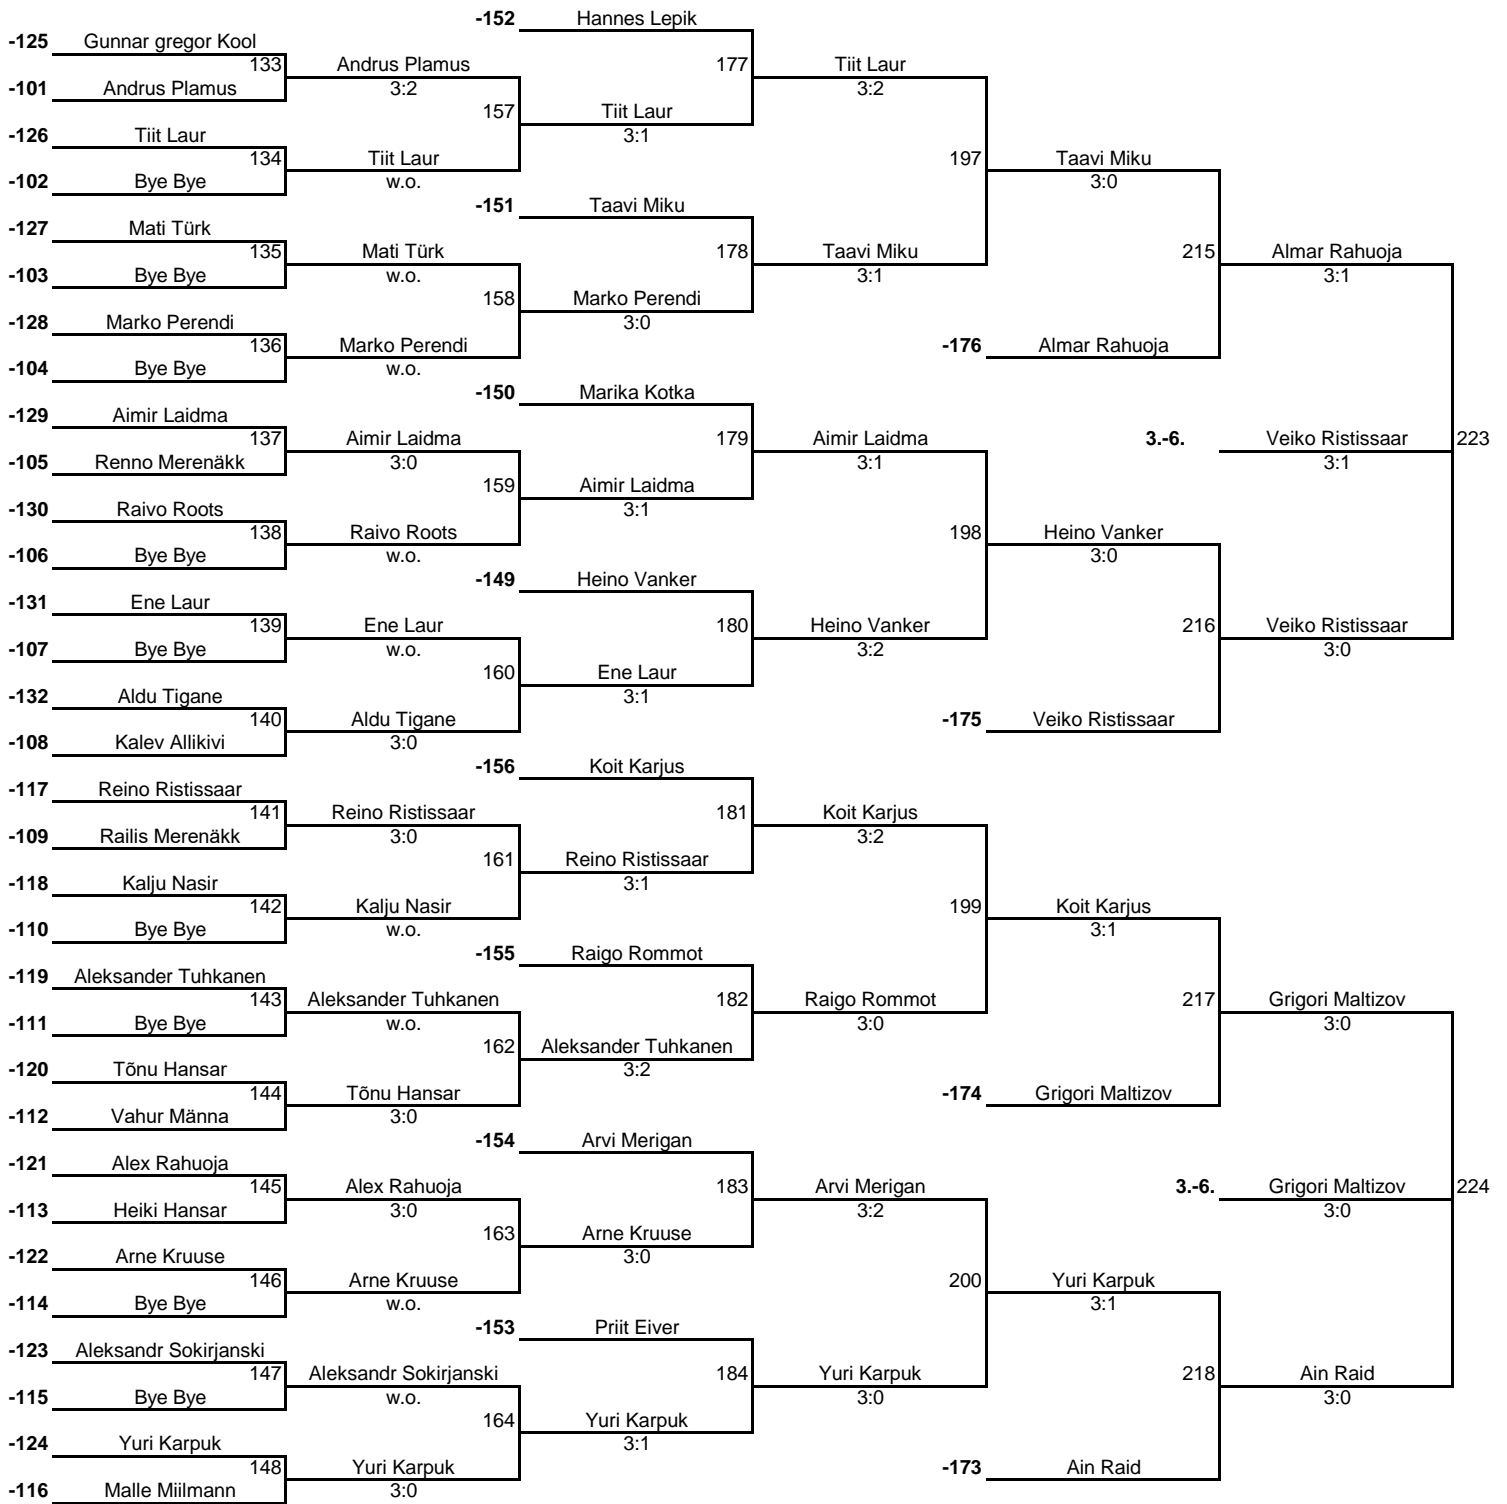 -152 Hannes Lepik
-125 Gunnar gregor Kool
133 Andrus Plamus 177 Tiit Laur
-101 Andrus Plamus 3:2 3:2
157 Tiit Laur
-126 Tiit Laur 3:1
134 Tiit Laur 197 Taavi Miku
-102 Bye Bye w.o. 3:0
-151 Taavi Miku
-127 Mati Türk
135 Mati Türk 178 Taavi Miku 215 Almar Rahuoja
-103 Bye Bye w.o. 3:1 3:1
158 Marko Perendi
-128 Marko Perendi 3:0
136 Marko Perendi -176 Almar Rahuoja
-104 Bye Bye w.o.
-150 Marika Kotka
-129 Aimir Laidma
137 Aimir Laidma 179 Aimir Laidma 3.-6. Veiko Ristissaar 223
-105 Renno Merenäkk 3:0 3:1 3:1
159 Aimir Laidma
-130 Raivo Roots 3:1
138 Raivo Roots 198 Heino Vanker
-106 Bye Bye w.o. 3:0
-149 Heino Vanker
-131 Ene Laur
139 Ene Laur 180 Heino Vanker 216 Veiko Ristissaar
-107 Bye Bye w.o. 3:2 3:0
160 Ene Laur
-132 Aldu Tigane 3:1
140 Aldu Tigane -175 Veiko Ristissaar
-108 Kalev Allikivi 3:0
-156 Koit Karjus
-117 Reino Ristissaar
141 Reino Ristissaar 181 Koit Karjus
-109 Railis Merenäkk 3:0 3:2
161 Reino Ristissaar
-118 Kalju Nasir 3:1
142 Kalju Nasir 199 Koit Karjus
-110 Bye Bye w.o. 3:1
-155 Raigo Rommot
-119 Aleksander Tuhkanen
143 Aleksander Tuhkanen 182 Raigo Rommot 217 Grigori Maltizov
-111 Bye Bye w.o. 3:0 3:0
162 Aleksander Tuhkanen
-120 Tõnu Hansar 3:2
144 Tõnu Hansar -174 Grigori Maltizov
-112 Vahur Männa 3:0
-154 Arvi Merigan
-121 Alex Rahuoja
145 Alex Rahuoja 183 Arvi Merigan 3.-6. Grigori Maltizov 224
-113 Heiki Hansar 3:0 3:2 3:0
163 Arne Kruuse
-122 Arne Kruuse 3:0
146 Arne Kruuse 200 Yuri Karpuk
-114 Bye Bye w.o. 3:1
-153 Priit Eiver
-123 Aleksandr Sokirjanski
147 Aleksandr Sokirjanski 184 Yuri Karpuk 218 Ain Raid
-115 Bye Bye w.o. 3:0 3:0
164 Yuri Karpuk
-124 Yuri Karpuk 3:1
148 Yuri Karpuk -173 Ain Raid
-116 Malle Miilmann 3:0